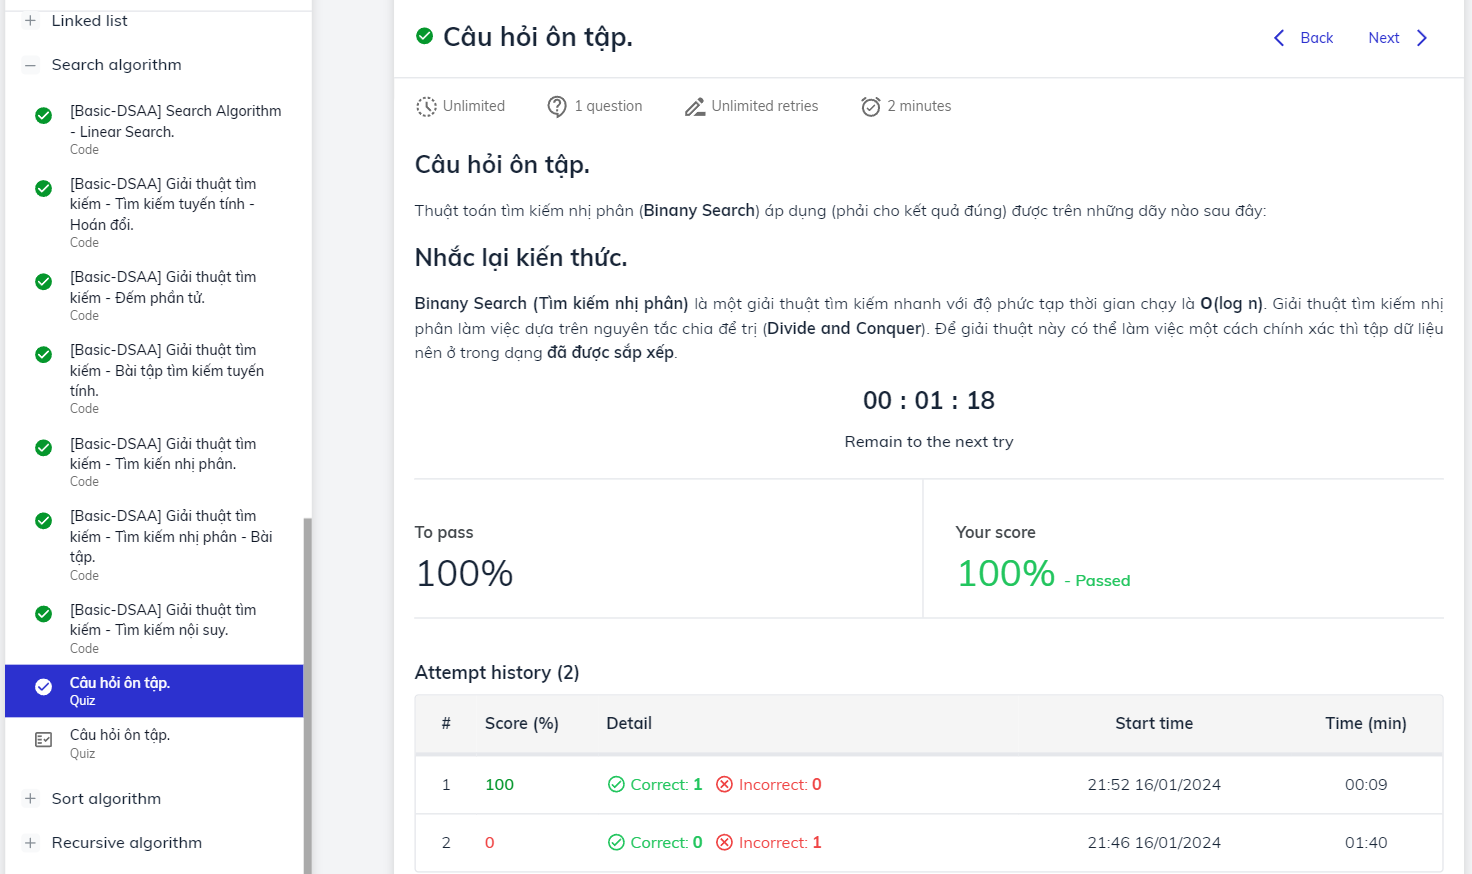 Linked list
Search algorithm
[Basic-DSAA] Search Algorithm
- Linear Search.
Code
[Basic-DSAA] Giải thuật tìm
kiếm - Tìm kiếm tuyến tính -
Hoán đổi.
Code
[Basic-DSAA] Giải thuật tìm
kiếm - Đếm phần tử.
Code
[Basic-DSAA] Giải thuật tìm
kiếm - Bài tập tìm kiếm tuyến
tính.
Code
[Basic-DSAA] Giải thuật tìm
kiếm - Tìm kiến nhị phân.
Code
[Basic-DSAA] Giải thuật tìm
kiếm - Tìm kiếm nhị phân - Bài
tập.
Code
[Basic-DSAA] Giải thuật tìm
kiếm - Tìm kiếm nội suy.
Code
Câu hỏi ôn tập.
Quiz
Câu hỏi ôn tập.
Quiz
Sort algorithm
Recursive algorithm
Câu hỏi ôn tập.
Back Next
Unlimited 1 question Unlimited retries 2 minutes
Câu hỏi ôn tập.
Thuật toán tìm kiếm nhị phân (Binany Search) áp dụng (phải cho kết quả đúng) được trên những dãy nào sau đây:
Nhắc lại kiến thức.
Binany Search (Tìm kiếm nhị phân) là một giải thuật tìm kiếm nhanh với độ phức tạp thời gian chạy là O(log n). Giải thuật tìm kiếm nhị
phân làm việc dựa trên nguyên tắc chia để trị (Divide and Conquer). Để giải thuật này có thể làm việc một cách chính xác thì tập dữ liệu
nên ở trong dạng đã được sắp xếp.
00 : 01 : 18
Remain to the next try
To pass
100%
Your score
100% - Passed
Attempt history (2)
# Score (%) Detail Start time Time (min)
1 100 Correct: 1 Incorrect: 0 21:52 16/01/2024 00:09
2 0 Correct: 0 Incorrect: 1 21:46 16/01/2024 01:40